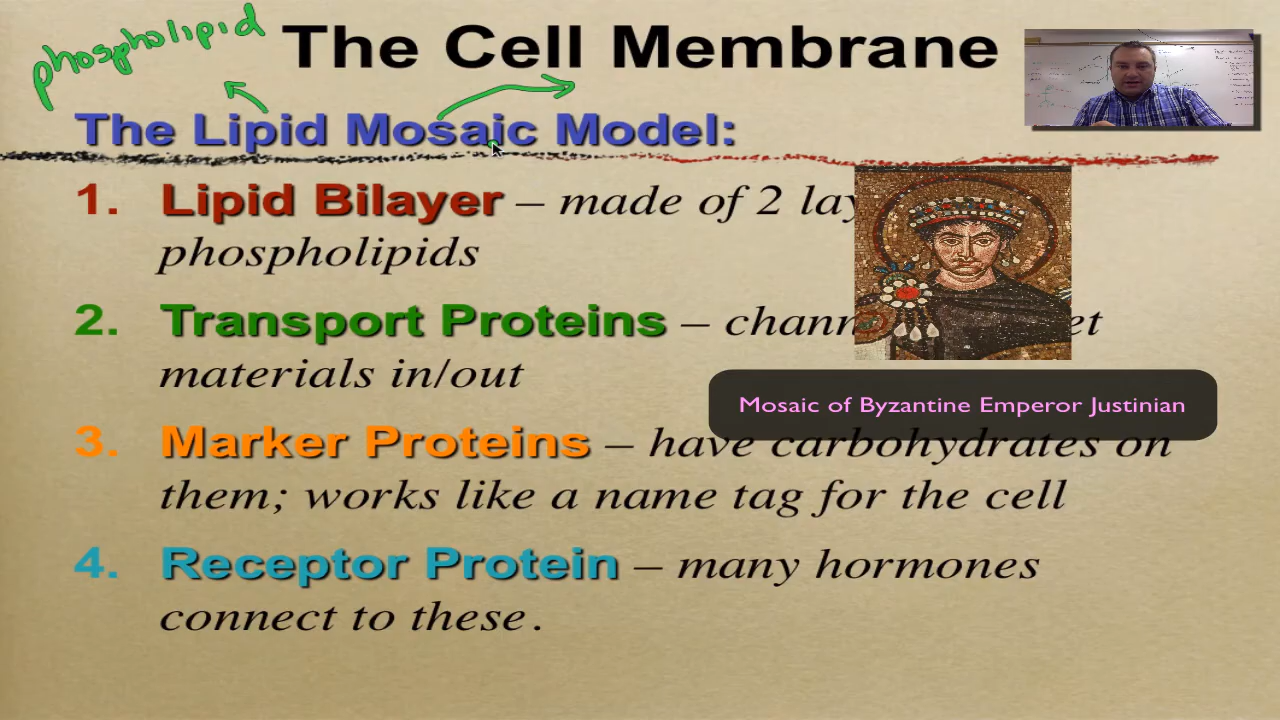 phospholipid
The Cell Membrane
The Lipid Mosaic Model:
1. Lipid Bilayer – made of 2
phospholipids
2. Transport Proteins –
materials in/out
Mosaic of Byzantine Emperor Justinian
3. Marker Proteins – have carbohydrates on
them; works like a name tag for the cell
4. Receptor Protein – many hormones
connect to these.